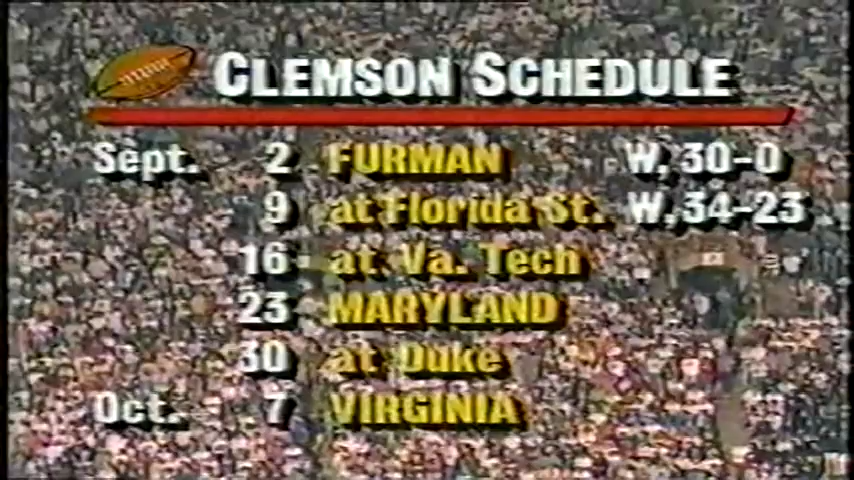 CLEMSON SCHEDULE
Sept. 2 FURMAN W, 30-0
9 at Florida St. W, 34-23
16 at Va. Tech
23 MARYLAND
30 at Duke
Oct. 7 VIRGINIA